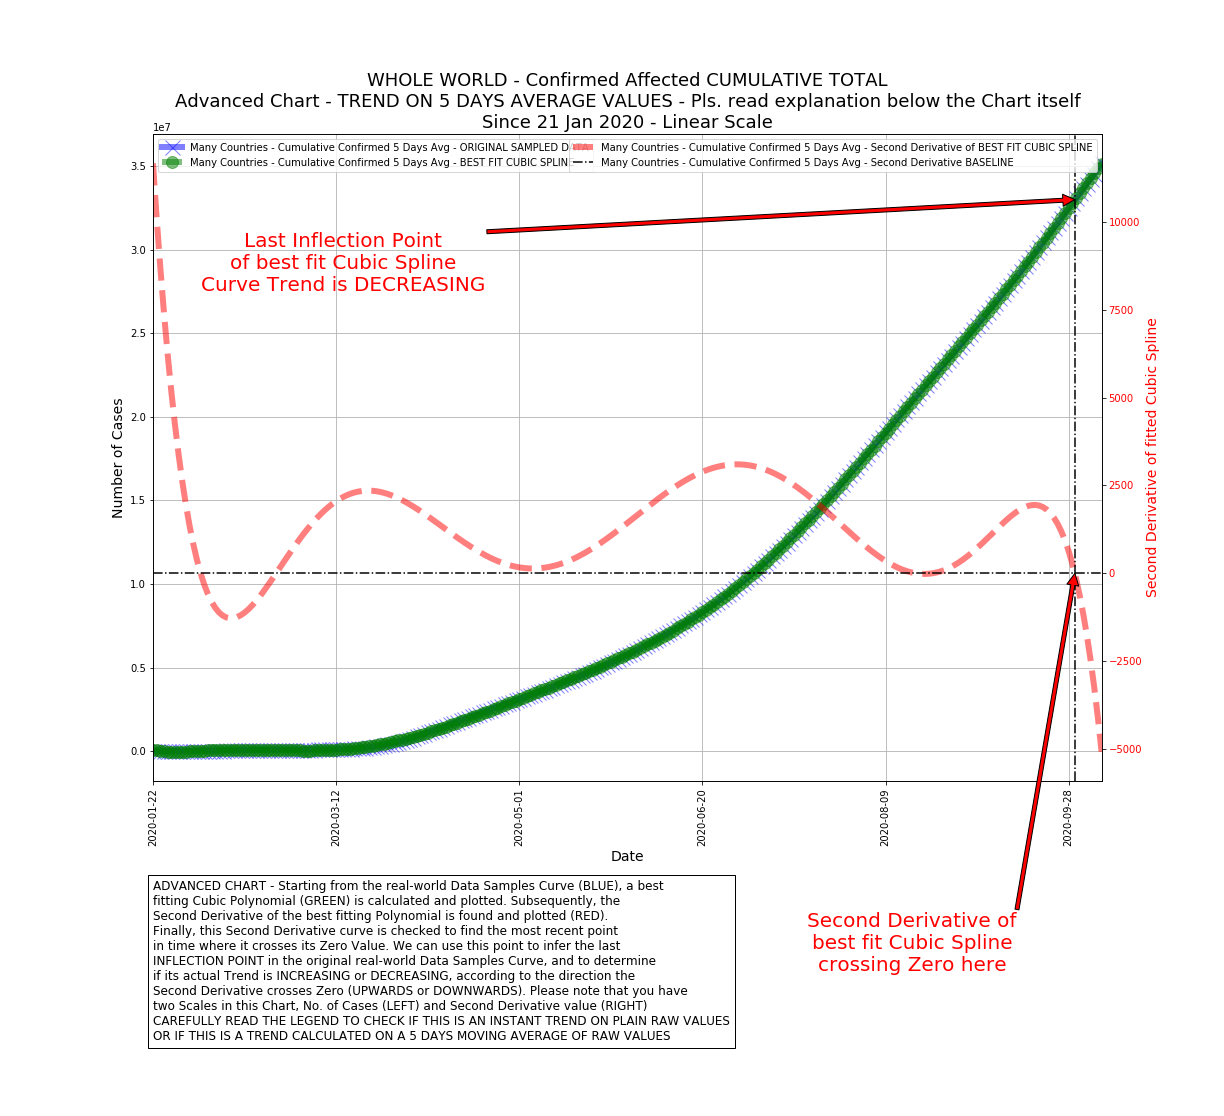 WHOLE WORLD - Confirmed Affected CUMULATIVE TOTAL
Advanced Chart - TREND ON 5 DAYS AVERAGE VALUES - Pls. read explanation below the Chart itself
Since 21 Jan 2020 - Linear Scale
1e7
Many Countries - Cumulative Confirmed 5 Days Avg - ORIGINAL SAMPLED DATA
Many Countries - Cumulative Confirmed 5 Days Avg - BEST FIT CUBIC SPLIN
Many Countries - Cumulative Confirmed 5 Days Avg - Second Derivative of BEST FIT CUBIC SPLINE
Many Countries - Cumulative Confirmed 5 Days Avg - Second Derivative BASELINE
Last Inflection Point
of best fit Cubic Spline
Curve Trend is DECREASING
Number of Cases
3.5
3.0
2.5
2.0
1.5
1.0
0.5
0.0
10000
7500
5000
2500
0
−2500
−5000
Second Derivative of fitted Cubic Spline
2020-01-22
2020-03-12
2020-05-01
2020-06-20
2020-08-09
2020-09-28
Date
ADVANCED CHART - Starting from the real-world Data Samples Curve (BLUE), a best
fitting Cubic Polynomial (GREEN) is calculated and plotted. Subsequently, the
Second Derivative of the best fitting Polynomial is found and plotted (RED).
Finally, this Second Derivative curve is checked to find the most recent point
in time where it crosses its Zero Value. We can use this point to infer the last
INFLECTION POINT in the original real-world Data Samples Curve, and to determine
if its actual Trend is INCREASING or DECREASING, according to the direction the
Second Derivative crosses Zero (UPWARDS or DOWNWARDS). Please note that you have
two Scales in this Chart, No. of Cases (LEFT) and Second Derivative value (RIGHT)
CAREFULLY READ THE LEGEND TO CHECK IF THIS IS AN INSTANT TREND ON PLAIN RAW VALUES
OR IF THIS IS A TREND CALCULATED ON A 5 DAYS MOVING AVERAGE OF RAW VALUES
Second Derivative of
best fit Cubic Spline
crossing Zero here